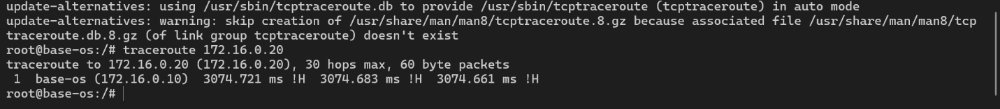 update-alternatives: using /usr/sbin/tcptraceroute.db to provide /usr/sbin/tcptraceroute (tcptraceroute) in auto mode
update-alternatives: warning: skip creation of /usr/share/man/man8/tcptraceroute.8.gz because associated file /usr/share/man/man8/tcp
traceroute.db.8.gz (of link group tcptraceroute) doesn't exist
root@base-os:/# traceroute 172.16.0.20
traceroute to 172.16.0.20 (172.16.0.20), 30 hops max, 60 byte packets
 1  base-os (172.16.0.10)  3074.721 ms !H  3074.683 ms !H  3074.661 ms !H
root@base-os:/#